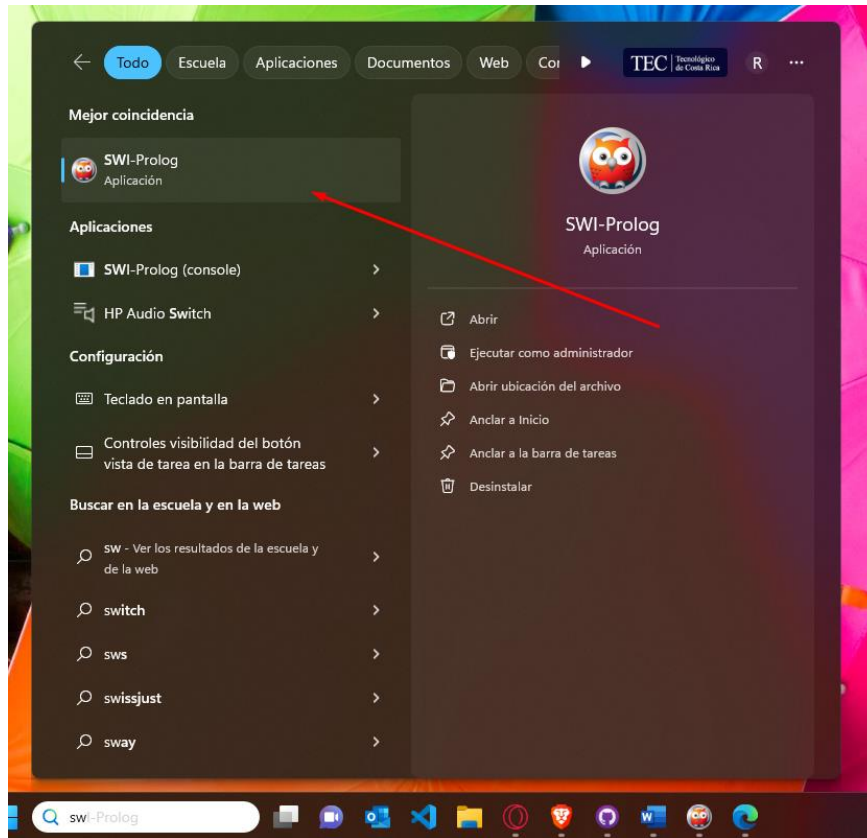 Todo Escuela Aplicaciones Documentos Web Cor TEC Tecnológico de Costa Rica R
Mejor coincidencia
SWI-Prolog
Aplicación
Aplicaciones
SWI-Prolog (console)
HP Audio Switch
Configuración
Teclado en pantalla
Controles visibilidad del botón
vista de tarea en la barra de tareas
Buscar en la escuela y en la web
sw - Ver los resultados de la escuela y
de la web
switch
sws
swissjust
sway
SWI-Prolog
Aplicación
Abrir
Ejecutar como administrador
Abrir ubicación del archivo
Anclar a Inicio
Anclar a la barra de tareas
Desinstalar
swI-Prolog